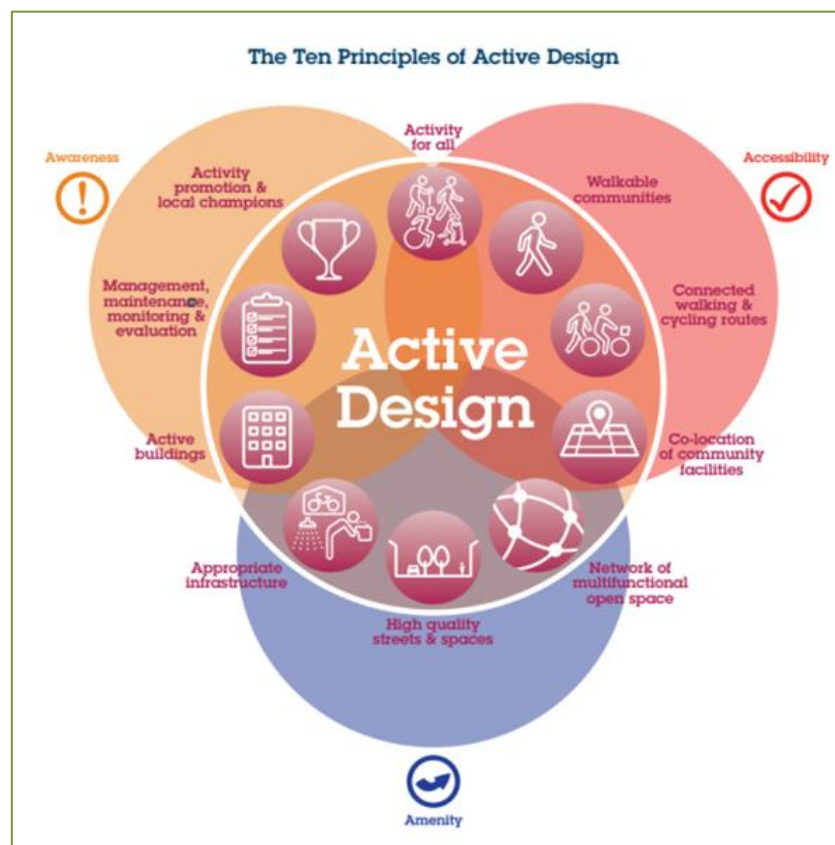 The Ten Principles of Active Design
Activity
for all
Awareness
Accessibility
Activity
promotion &
local champions
Walkable
communities
Management,
maintenance,
monitoring &
evaluation
Connected
walking &
cycling routes
Active
Design
Active
buildings
Co-location
of community
facilities
Appropriate
infrastructure
Network of
multifunctional
open space
High quality
streets & spaces
Amenity